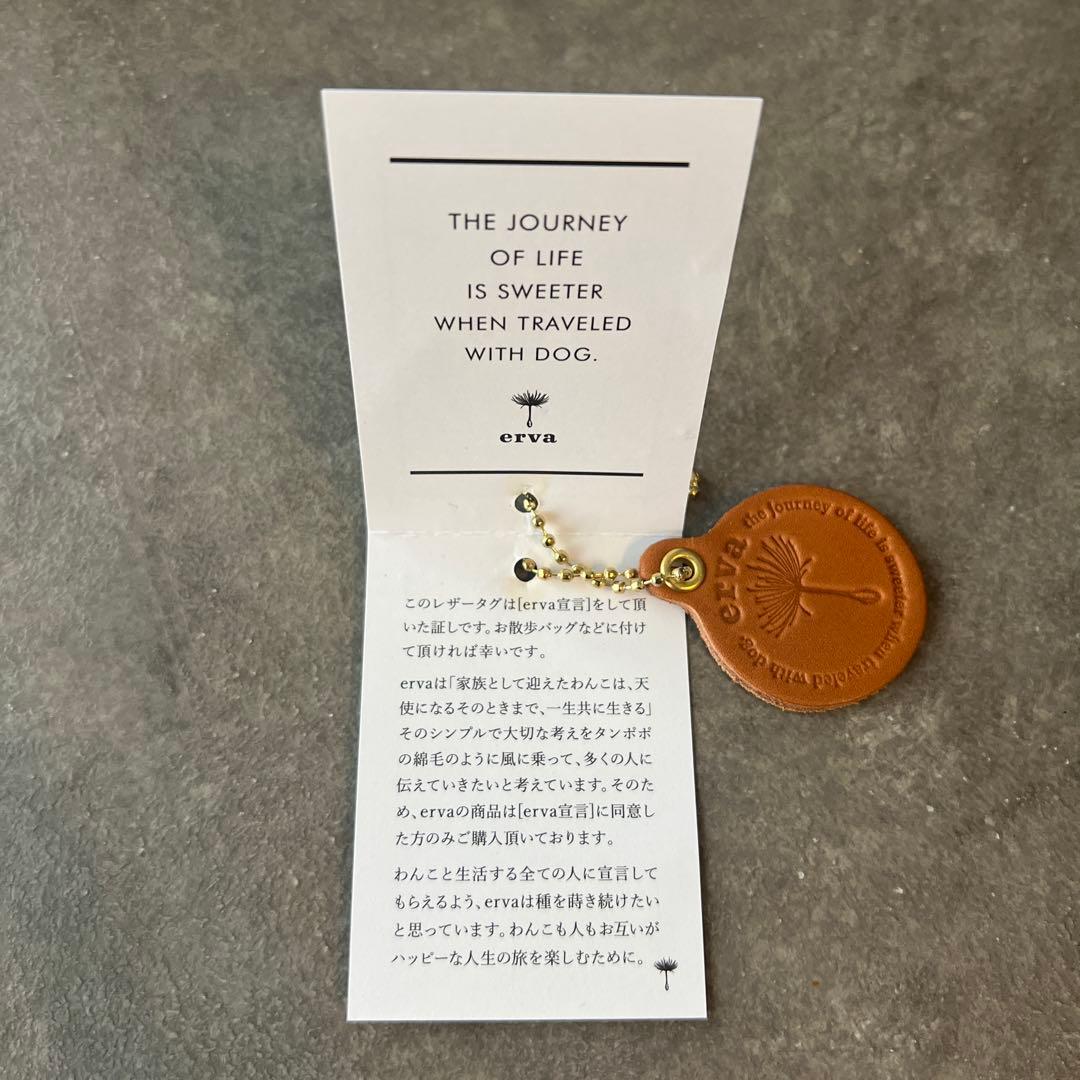 THE JOURNEY
OF LIFE
IS SWEETER
WHEN TRAVELED
WITH DOG.
erva
このレザータグは[erva宣言]をして頂
いた証しです。お散歩バッグなどに付け
て頂ければ幸いです。
ervaは「家族として迎えたわんこは、天
使になるそのときまで、一生共に生きる」
そのシンプルで大切な考えをタンポポ
の綿毛のように風に乗って、多くの人に
伝えていきたいと考えています。そのた
め、ervaの商品は[erva宣言]に同意し
た方のみご購入頂いております。
わんこと生活する全ての人に宣言して
もらえるよう、ervaは種を蒔き続けたい
と思っています。わんこも人もお互いが
ハッピーな人生の旅を楽しむために。
erva
the journey of life is sweeter when traveled with dog.